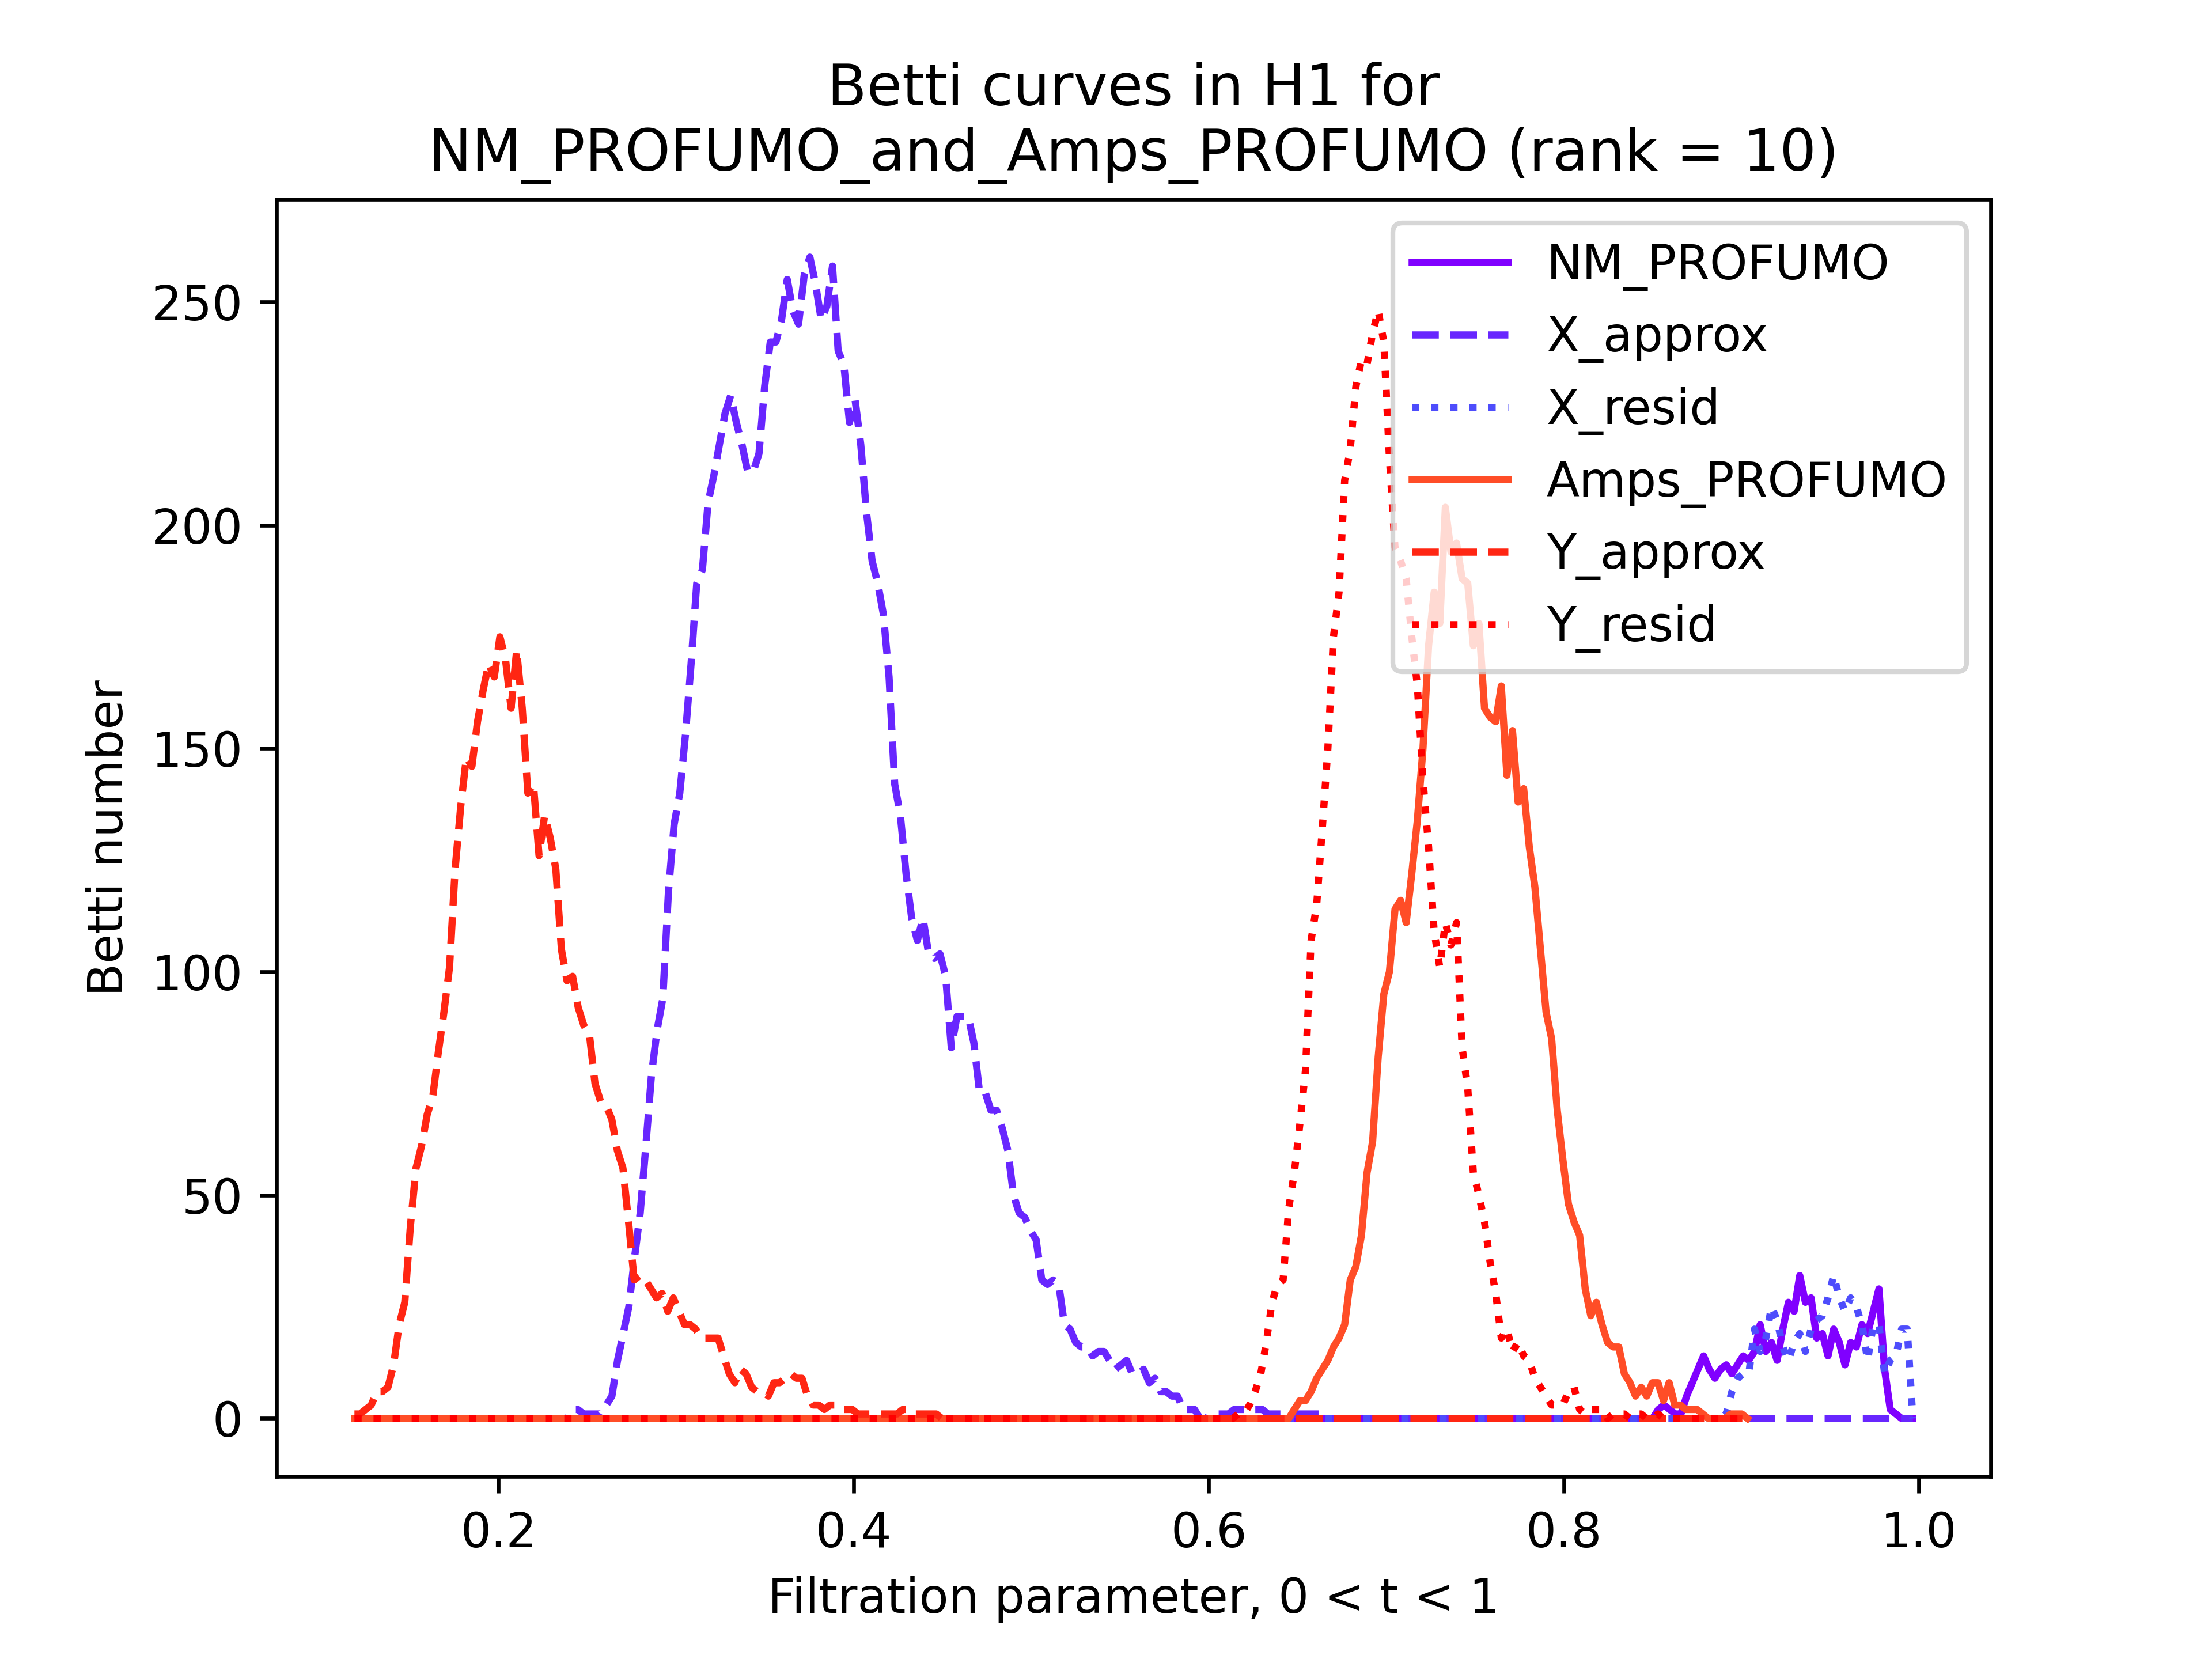 Betti curves in H1 for
NM_PROFUMO_and_Amps_PROFUMO (rank = 10)
NM_PROFUMO
X_approx
X_resid
Amps_PROFUMO
Y_approx
Y_resid
Betti number
250
200
150
100
50
0
0.2 0.4 0.6 0.8 1.0
Filtration parameter, 0 < t < 1